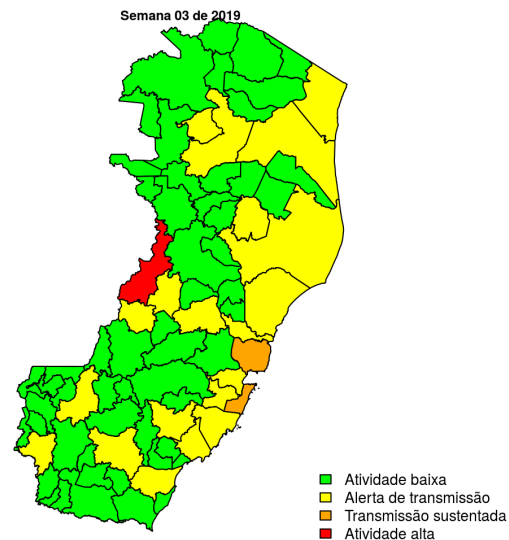 Semana 03 de 2019
Atividade baixa
Alerta de transmissão
Transmissão sustentada
Atividade alta